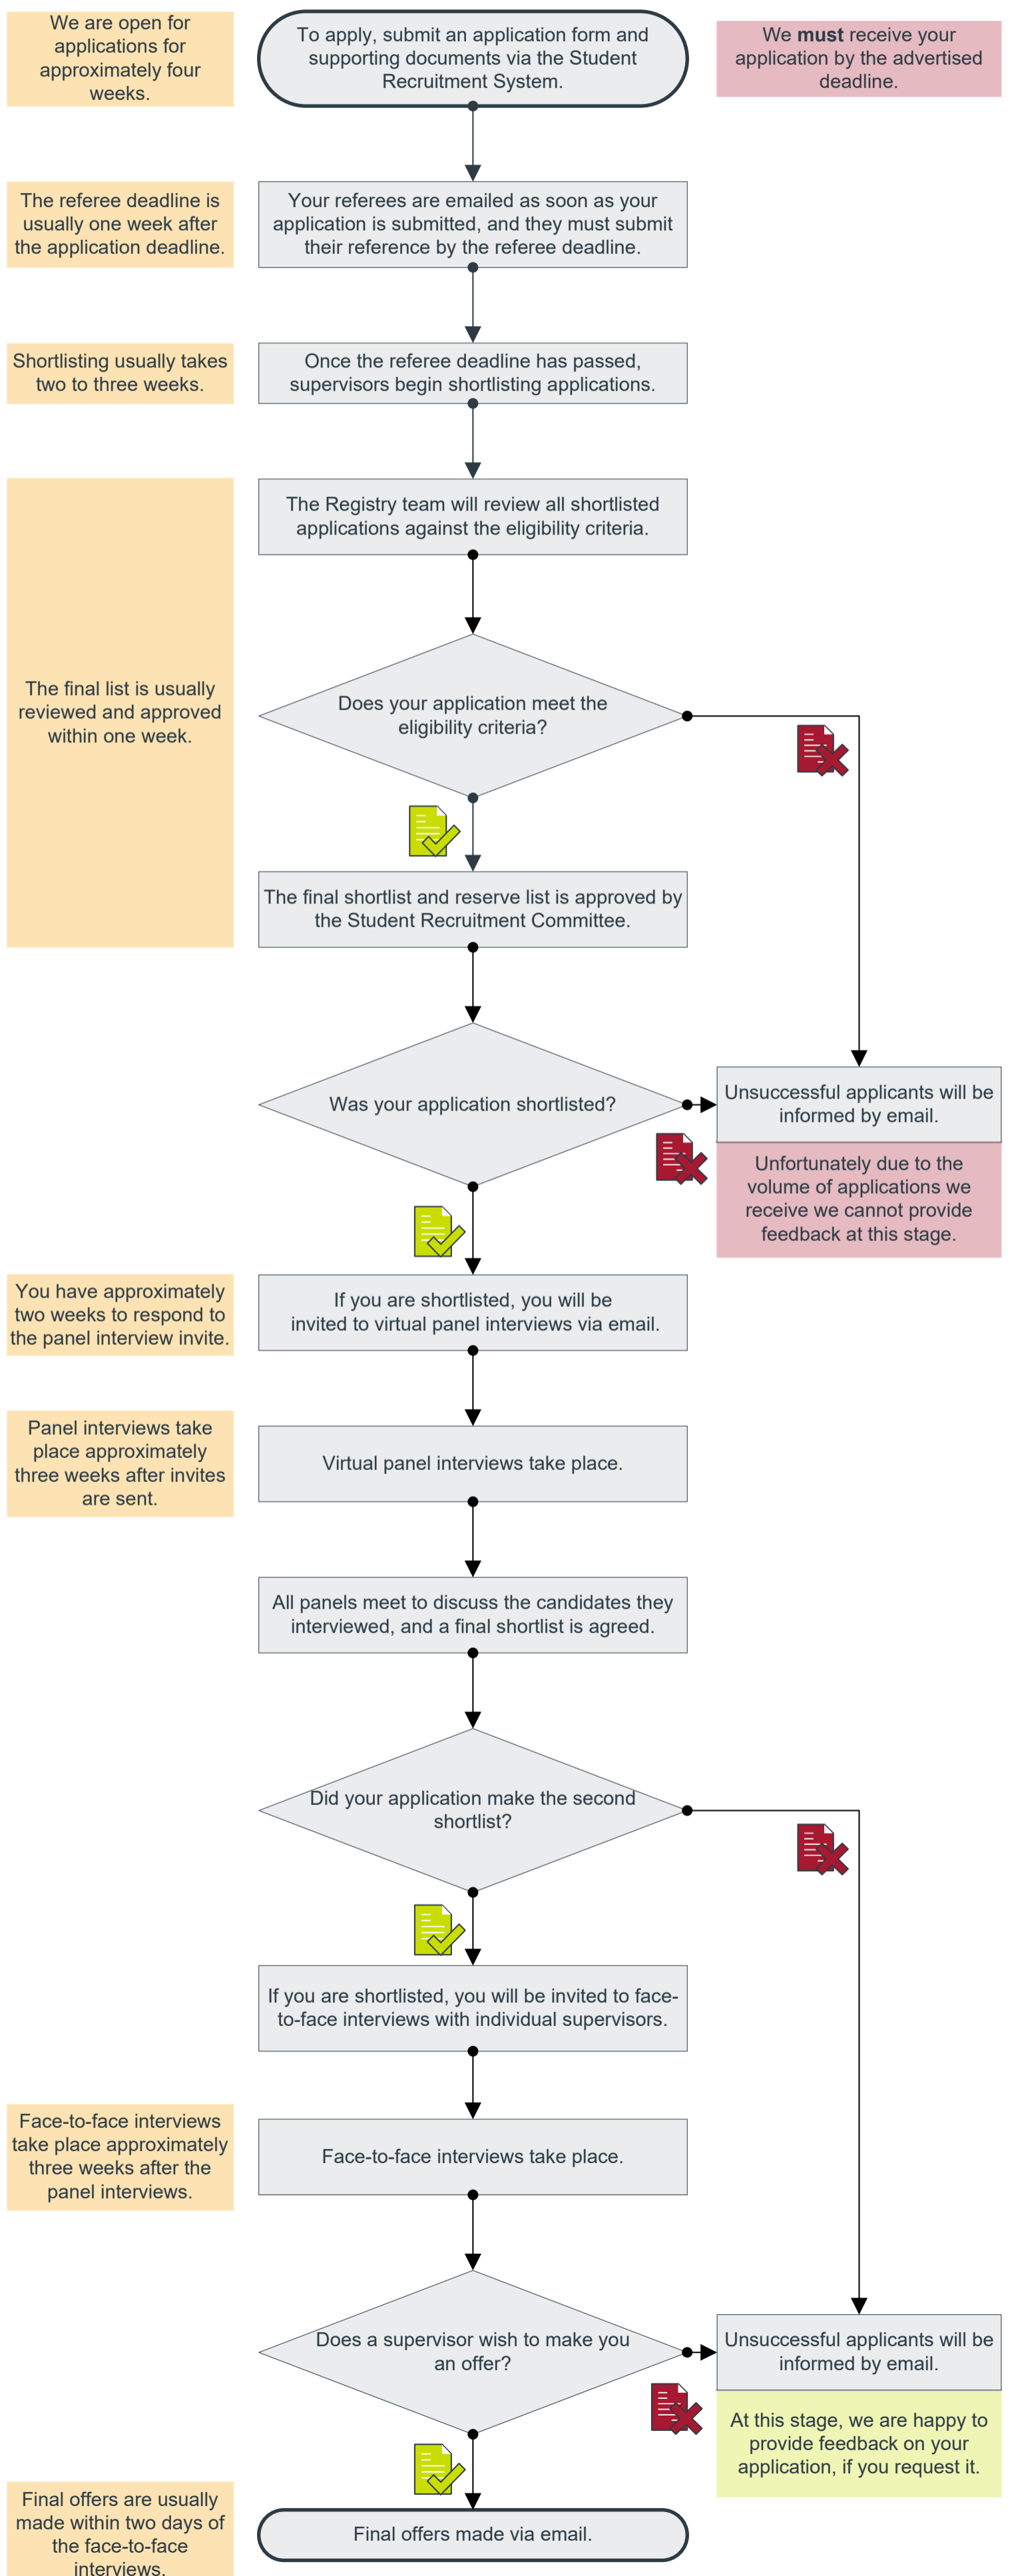 We are open for
applications for
approximately four
weeks.
To apply, submit an application form and
supporting documents via the Student
Recruitment System.
We must receive your
application by the advertised
deadline.
The referee deadline is
usually one week after
the application deadline.
Your referees are emailed as soon as your
application is submitted, and they must submit
their reference by the referee deadline.
Shortlisting usually takes
two to three weeks.
Once the referee deadline has passed,
supervisors begin shortlisting applications.
The Registry team will review all shortlisted
applications against the eligibility criteria.
The final list is usually
reviewed and approved
within one week.
Does your application meet the
eligibility criteria?
The final shortlist and reserve list is approved by
the Student Recruitment Committee.
Was your application shortlisted?
Unsuccessful applicants will be
informed by email.
Unfortunately due to the
volume of applications we
receive we cannot provide
feedback at this stage.
You have approximately
two weeks to respond to
the panel interview invite.
If you are shortlisted, you will be
invited to virtual panel interviews via email.
Panel interviews take
place approximately
three weeks after invites
are sent.
Virtual panel interviews take place.
All panels meet to discuss the candidates they
interviewed, and a final shortlist is agreed.
Did your application make the second
shortlist?
If you are shortlisted, you will be invited to face-
to-face interviews with individual supervisors.
Face-to-face interviews
take place approximately
three weeks after the
panel interviews.
Face-to-face interviews take place.
Does a supervisor wish to make you
an offer?
Unsuccessful applicants will be
informed by email.
At this stage, we are happy to
provide feedback on your
application, if you request it.
Final offers are usually
made within two days of
the face-to-face
interviews.
Final offers made via email.